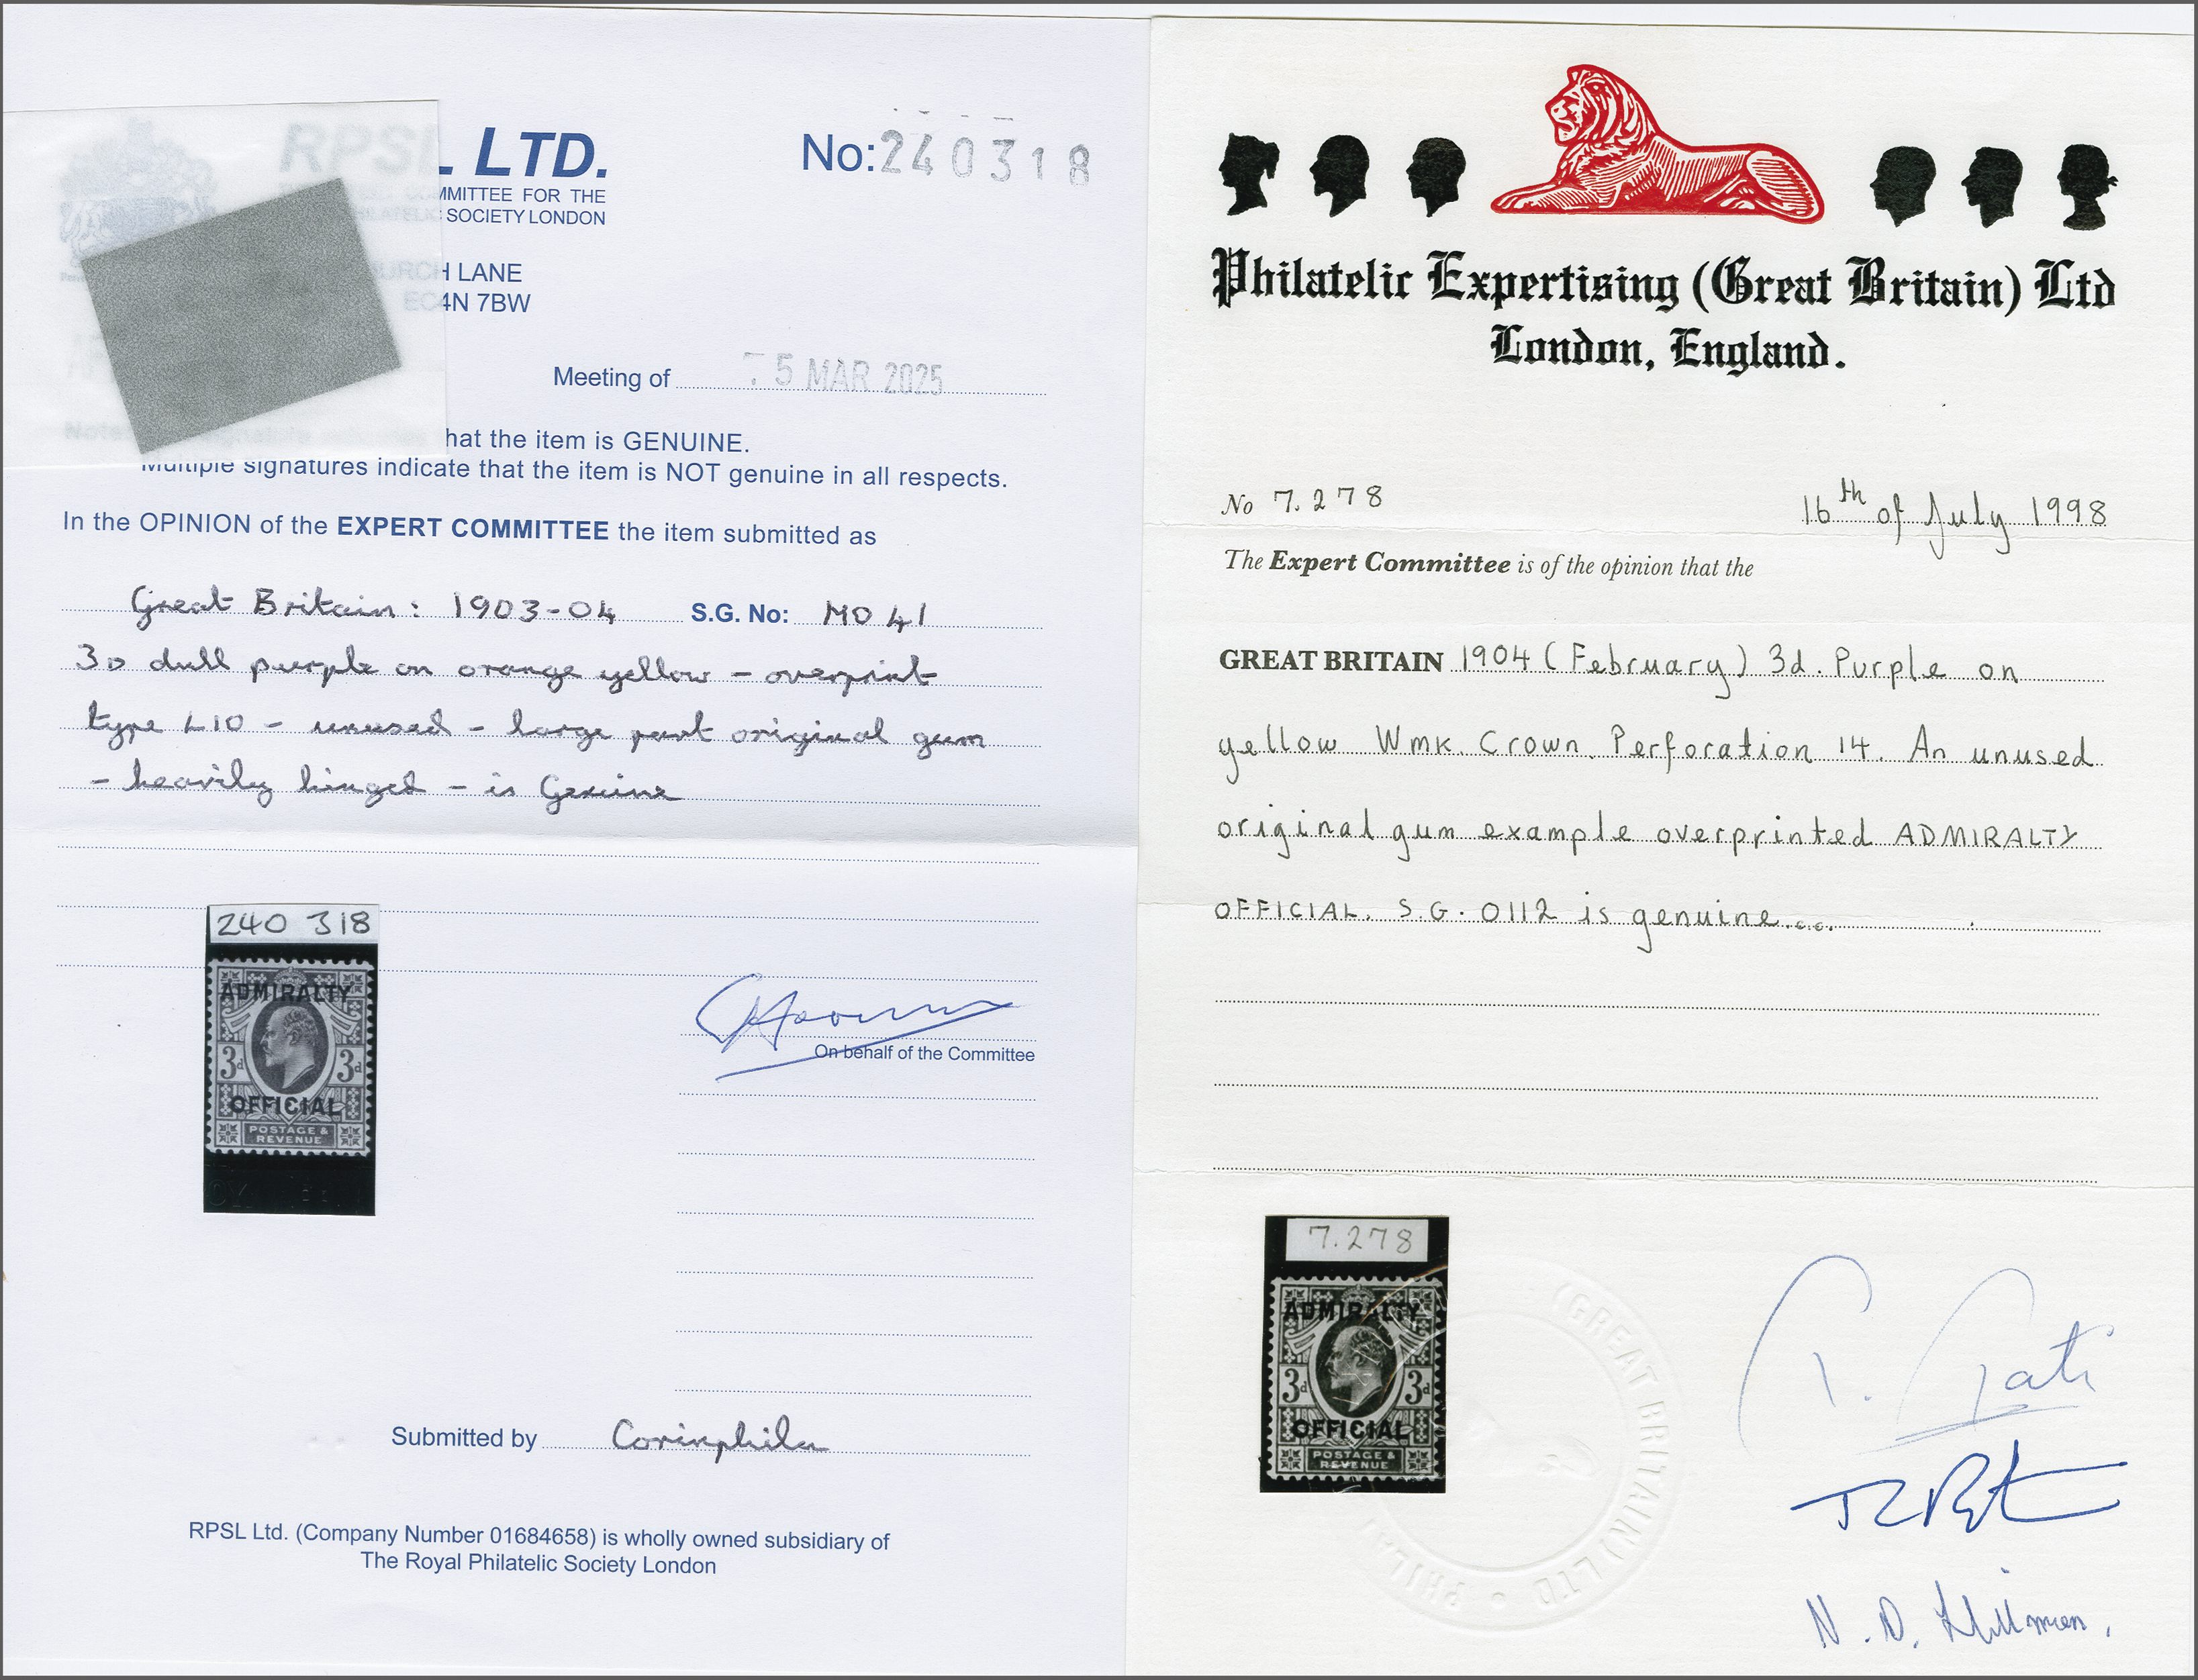 RPSL LTD.
MMITTEE FOR THE
PHILATELIC SOCIETY LONDON
URCH LANE
EC4N 7BW
No: 240318
Meeting of 5 MAR 2025
hat the item is GENUINE.
Multiple signatures indicate that the item is NOT genuine in all respects.
In the OPINION of the EXPERT COMMITTEE the item submitted as
Great Britain: 1903-04 S.G. No: MO 41
3D dull purple on orange yellow - overprint
type L10 - unused - large part original gum
- heavily hinged - is Genuine
240 318
ADMIRALTY
3d 3d
OFFICIAL
POSTAGE &
REVENUE
On behalf of the Committee
Submitted by Corinphila
RPSL Ltd. (Company Number 01684658) is wholly owned subsidiary of
The Royal Philatelic Society London
Philatelic Expertising (Great Britain) Ltd
London, England.
No 7.278
16th of July 1998
The Expert Committee is of the opinion that the
GREAT BRITAIN 1904 (February) 3d. Purple on
yellow Wmk. Crown. Perforation 14. An unused
original gum example overprinted ADMIRALTY
OFFICIAL. S.G. O112 is genuine...
7.278
ADMIRALTY
3d 3d
OFFICIAL
POSTAGE &
REVENUE
(GREAT BRITAIN) LTD • PHILA